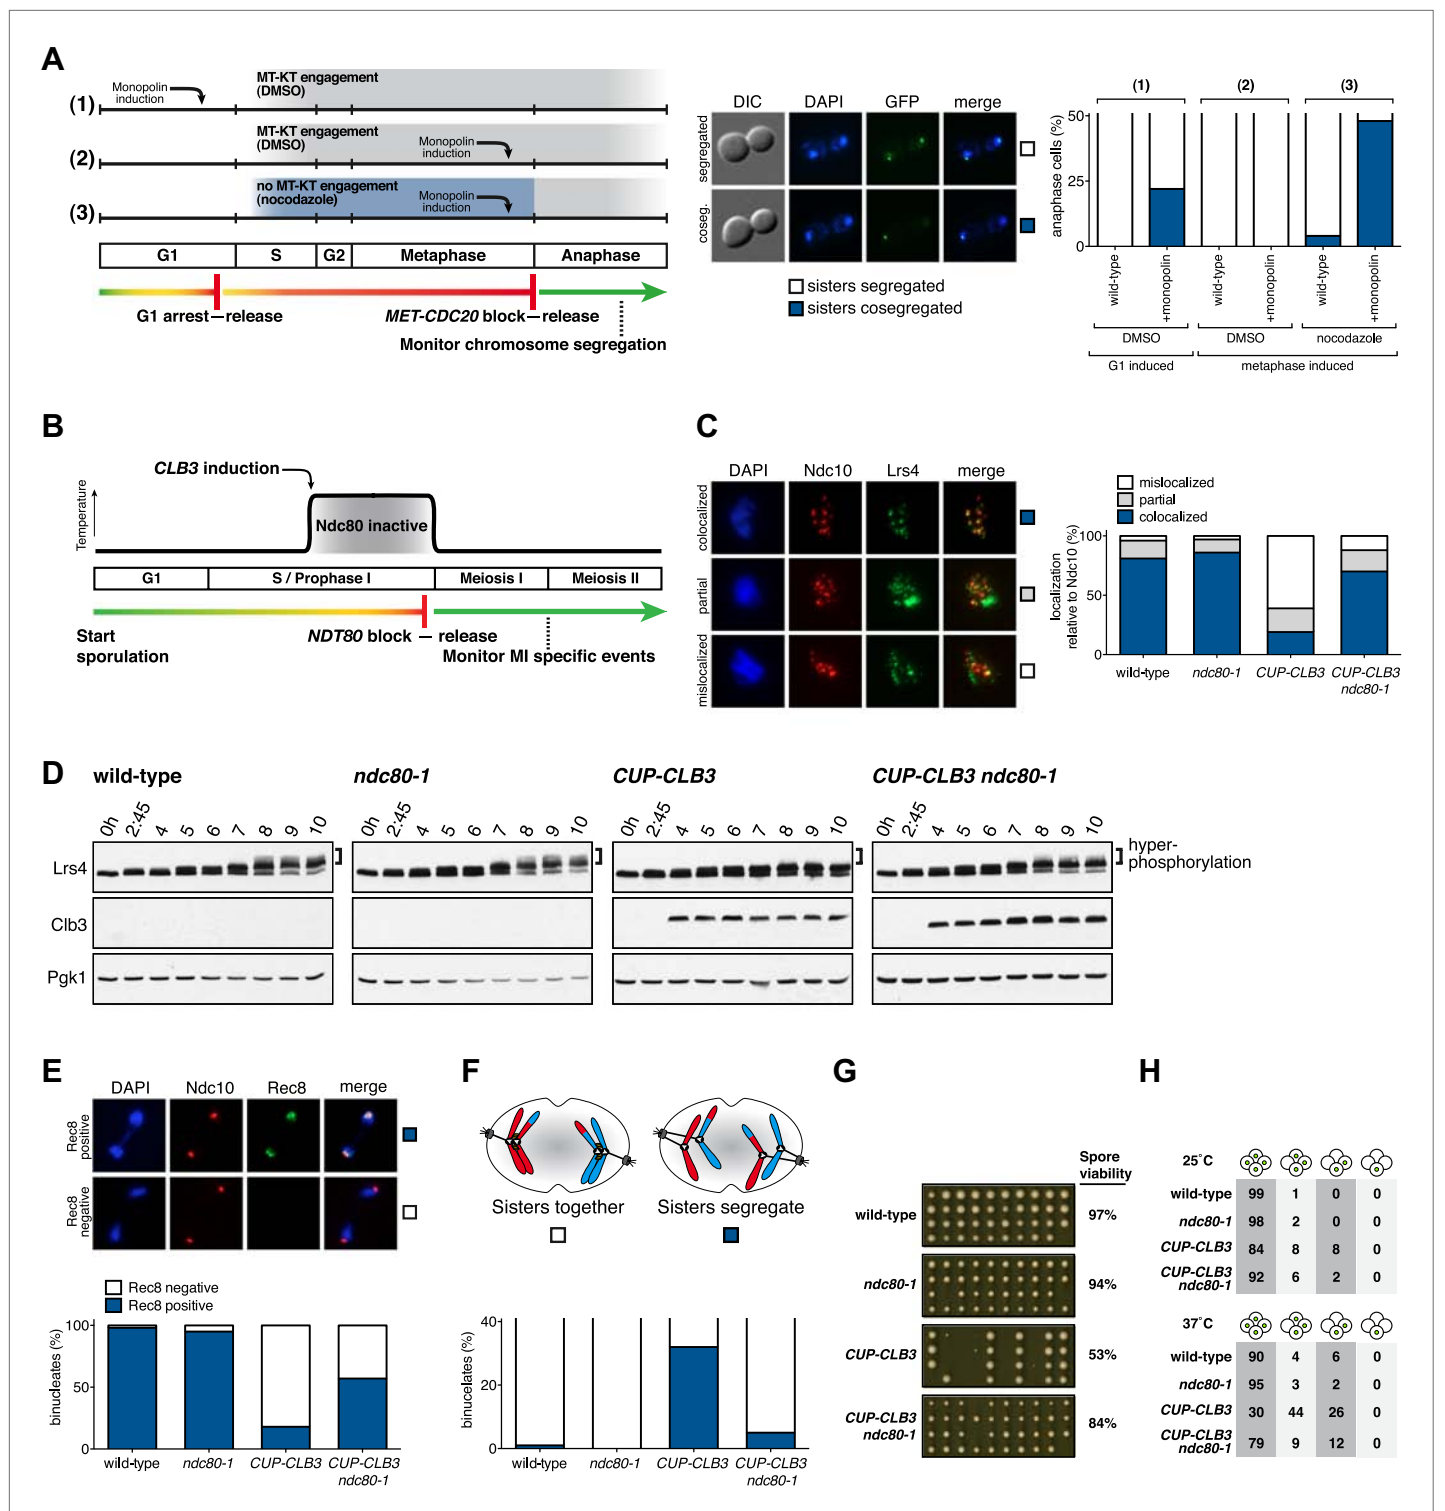 A
(1)
Monopolin
induction
MT-KT engagement
(DMSO)
(2)
MT-KT engagement
(DMSO)
Monopolin
induction
(3)
no MT-KT engagement
(nocodazole)
Monopolin
induction
G1 S G2 Metaphase Anaphase
G1 arrest—release MET-CDC20 block—release
Monitor chromosome segregation
DIC DAPI GFP merge
segregated
coseg.
sisters segregated
sisters cosegregated
(1) (2) (3)
anaphase cells (%)
50
25
0
wild-type
+monopolin
wild-type
+monopolin
wild-type
+monopolin
DMSO DMSO nocodazole
G1 induced metaphase induced
B
CLB3 induction
Temperature
Ndc80 inactive
G1 S / Prophase I Meiosis I Meiosis II
Start
sporulation
NDT80 block — release
Monitor MI specific events
C
DAPI Ndc10 Lrs4 merge
colocalized
partial
mislocalized
mislocalized
partial
colocalized
localization
relative to Ndc10 (%)
100
50
0
wild-type ndc80-1 CUP-CLB3 CUP-CLB3
ndc80-1
D
wild-type ndc80-1 CUP-CLB3 CUP-CLB3 ndc80-1
0h 2:45 4 5 6 7 8 9 10 0h 2:45 4 5 6 7 8 9 10 0h 2:45 4 5 6 7 8 9 10 0h 2:45 4 5 6 7 8 9 10
Lrs4
hyper-
phosphorylation
Clb3
Pgk1
E
DAPI Ndc10 Rec8 merge
Rec8
positive
Rec8
negative
Rec8 negative
Rec8 positive
binucleates (%)
100
50
0
wild-type ndc80-1 CUP-CLB3 CUP-CLB3
ndc80-1
F
Sisters together Sisters segregate
binucelates (%)
40
20
0
wild-type ndc80-1 CUP-CLB3 CUP-CLB3
ndc80-1
G
Spore
viability
wild-type 97%
ndc80-1 94%
CUP-CLB3 53%
CUP-CLB3
ndc80-1 84%
H
25°C
wild-type 99 1 0 0
ndc80-1 98 2 0 0
CUP-CLB3 84 8 8 0
CUP-CLB3
ndc80-1 92 6 2 0
37°C
wild-type 90 4 6 0
ndc80-1 95 3 2 0
CUP-CLB3 30 44 26 0
CUP-CLB3
ndc80-1 79 9 12 0